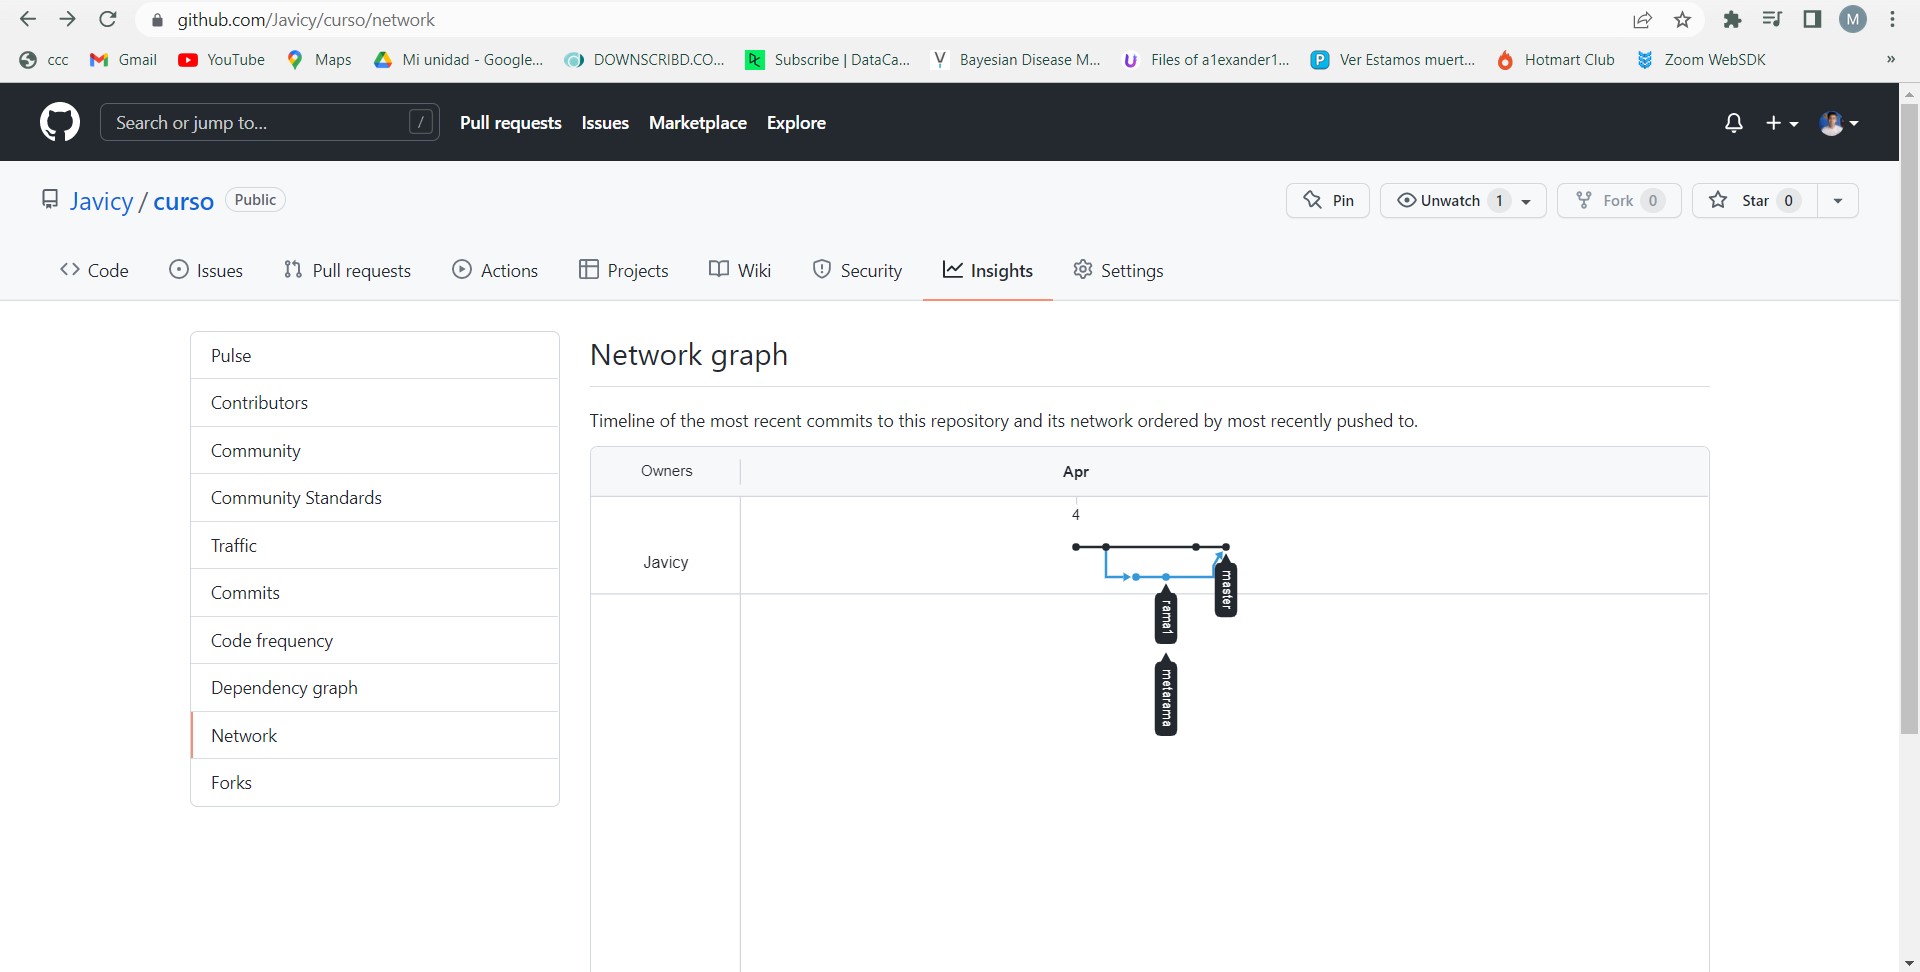 github.com/Javicy/curso/network
M
ccc Gmail YouTube Maps Mi unidad - Google... DOWNSCRIBD.CO... Subscribe | DataCa... Bayesian Disease M... Files of a1exander1... Ver Estamos muert... Hotmart Club Zoom WebSDK »
Search or jump to... / Pull requests Issues Marketplace Explore
Javicy / curso Public Pin Unwatch 1 Fork 0 Star 0
Code Issues Pull requests Actions Projects Wiki Security Insights Settings
Pulse
Contributors
Community
Community Standards
Traffic
Commits
Code frequency
Dependency graph
Network
Forks
Network graph
Timeline of the most recent commits to this repository and its network ordered by most recently pushed to.
Owners Apr
4
Javicy
master
rama1
metarama